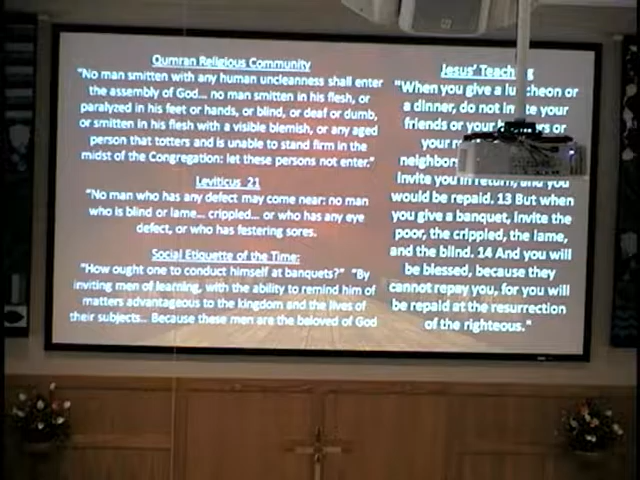 Qumran Religious Community
"No man smitten with any human uncleanness shall enter
the assembly of God... no man smitten in his flesh, or
paralyzed in his feet or hands, or blind, or deaf or dumb,
or smitten in his flesh with a visible blemish, or any aged
person that totters and is unable to stand firm in the
midst of the Congregation: let these persons not enter."
Leviticus 21
"No man who has any defect may come near: no man
who is blind or lame... crippled... or who has any eye
defect, or who has festering sores.
Social Etiquette of the Time:
"How ought one to conduct himself at banquets?" "By
inviting men of learning, with the ability to remind him of
matters advantageous to the kingdom and the lives of
their subjects.. Because these men are the beloved of God
Jesus'
"When you give a or
a dinner, do not your
friends or your or
your
neighbors
invite you in return, and you
would be repaid. 13 But when
you give a banquet, invite the
poor, the crippled, the lame,
and the blind. 14 And you will
be blessed, because they
cannot repay you, for you will
be repaid at the resurrection
of the righteous."